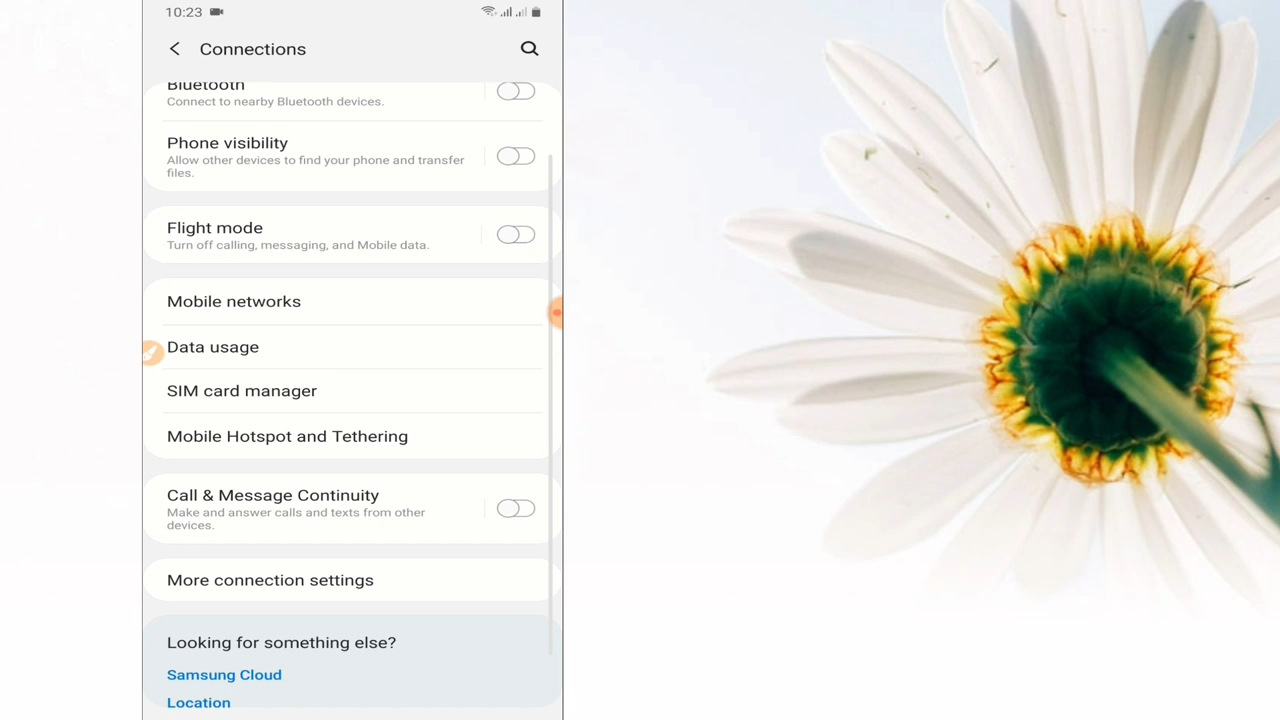 10:23
Connections
Bluetooth
Connect to nearby Bluetooth devices.
Phone visibility
Allow other devices to find your phone and transfer
files.
Flight mode
Turn off calling, messaging, and Mobile data.
Mobile networks
Data usage
SIM card manager
Mobile Hotspot and Tethering
Call & Message Continuity
Make and answer calls and texts from other
devices.
More connection settings
Looking for something else?
Samsung Cloud
Location